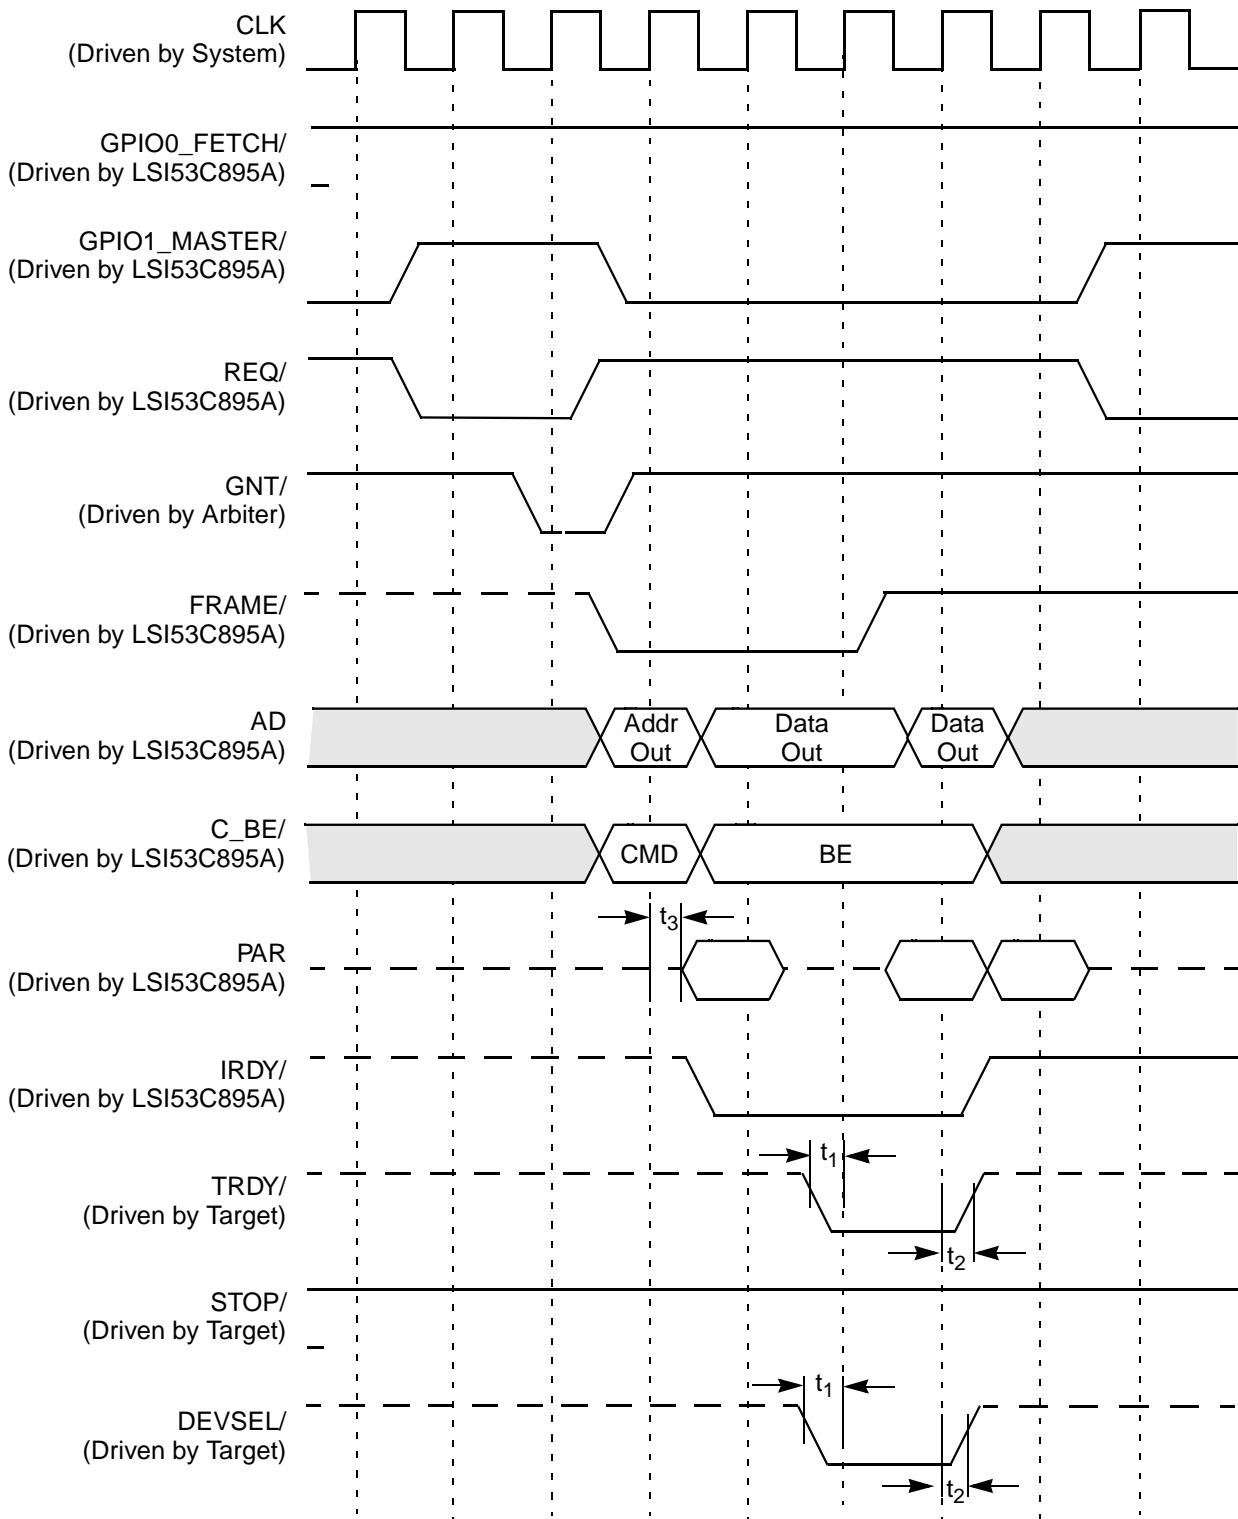 CLK
(Driven by System)
GPIO0_FETCH/
(Driven by LSI53C895A)
GPIO1_MASTER/
(Driven by LSI53C895A)
REQ/
(Driven by LSI53C895A)
GNT/
(Driven by Arbiter)
FRAME/
(Driven by LSI53C895A)
AD
(Driven by LSI53C895A)
Addr
Out
Data
Out
Data
Out
C_BE/
(Driven by LSI53C895A)
CMD
BE
t3
PAR
(Driven by LSI53C895A)
IRDY/
(Driven by LSI53C895A)
t1
TRDY/
(Driven by Target)
t2
STOP/
(Driven by Target)
t1
DEVSEL/
(Driven by Target)
t2